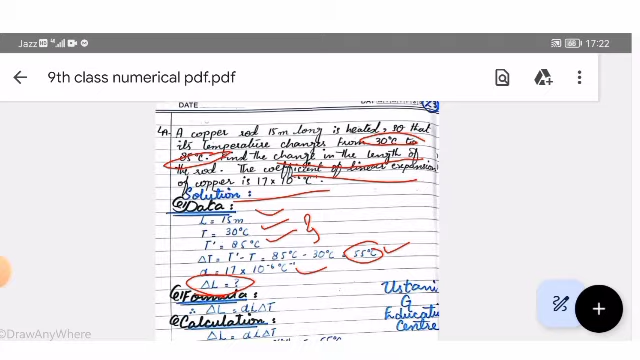 Jazz 17:22
9th class numerical pdf.pdf
DATE
4A. A copper rod 15m long is heated, so that
its temperature changes from 30°C to
85°C. Find the change in the length of
the rod. The coefficient of linear expansion
of copper is 17 x 10⁻⁶ °C⁻¹.
Solution:
Data:
L = 15m
T = 30°C
T' = 85°C
ΔT = T' - T = 85°C - 30°C = 55°C
α = 17 x 10⁻⁶ °C⁻¹
ΔL = ?
Formula:
∴ ΔL = αLΔT
Calculation:
ΔL = αLΔT
Ustani
G
Educatio
Centre
©DrawAnyWhere